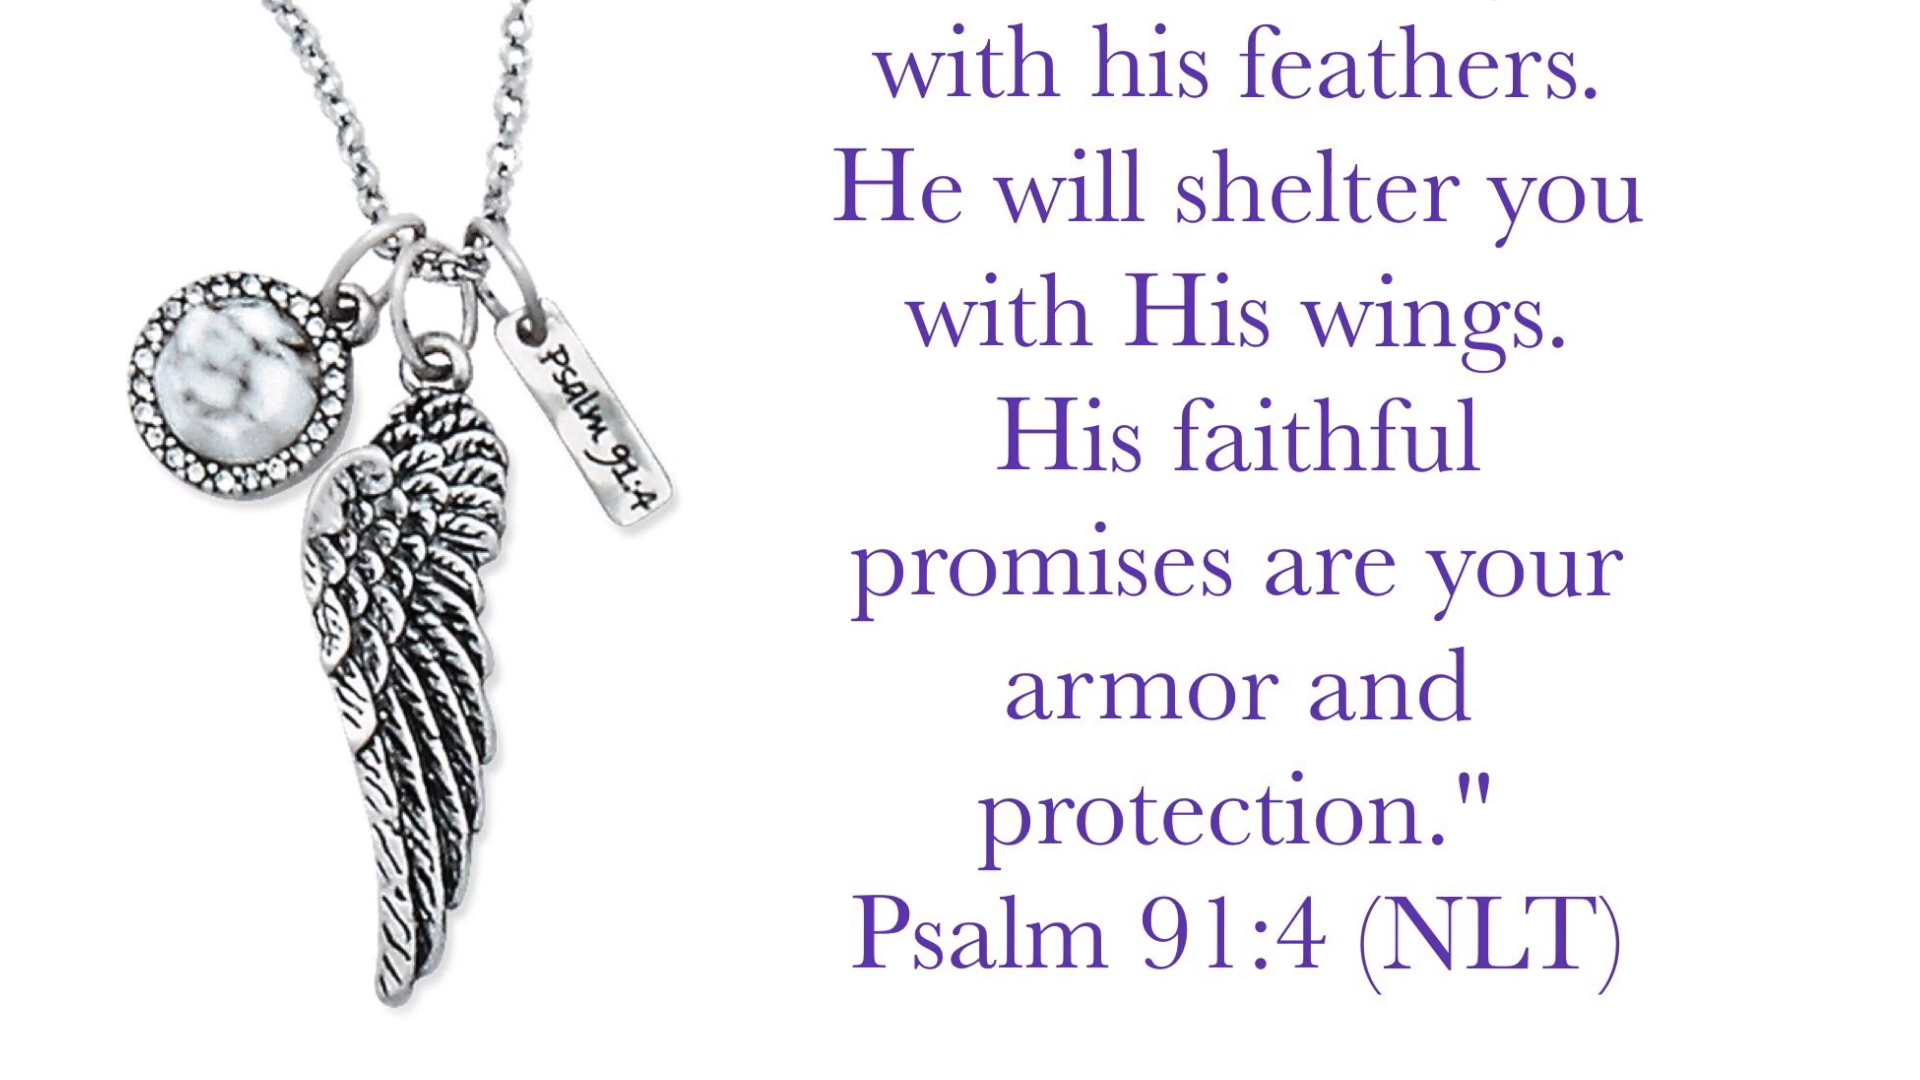 Psalm 91:4
with his feathers.
He will shelter you
with His wings.
His faithful
promises are your
armor and
protection."
Psalm 91:4 (NLT)